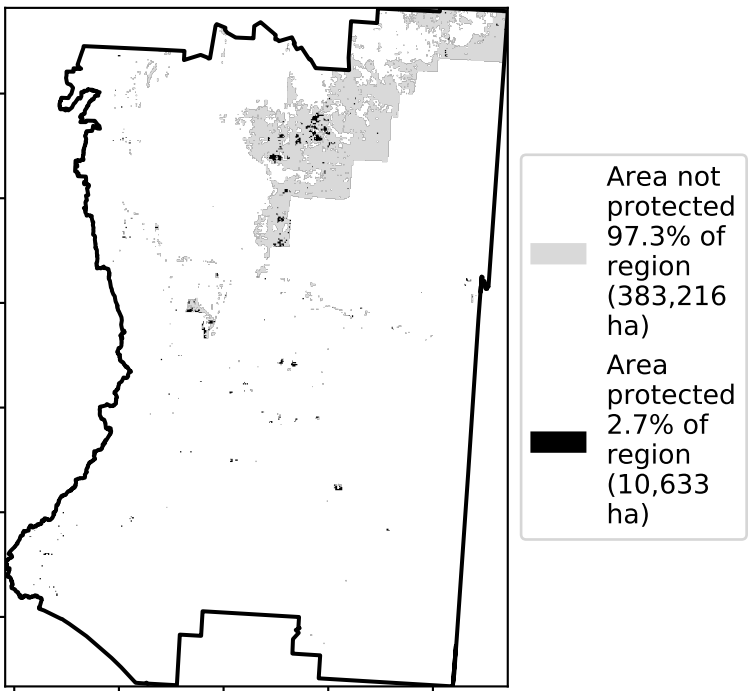 Area not
protected
97.3% of
region
(383,216
ha)
Area
protected
2.7% of
region
(10,633
ha)